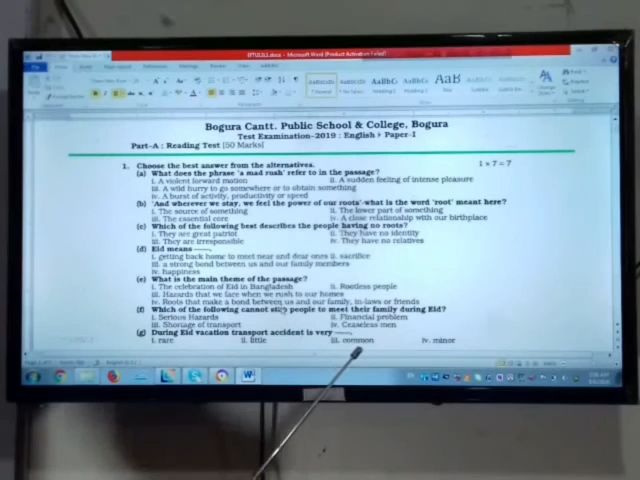 EPTULO.docx - Microsoft Word (Product Activation Failed)
AaBbCcDc AaBbCcDc AaBbCc AaBbCc AaB
Bogura Cantt. Public School & College, Bogura
Test Examination-2019 : English Paper-I
Part-A : Reading Test [50 Marks]
1. Choose the best answer from the alternatives. 1 × 7 = 7
(a) What does the phrase 'a mad rush' refer to in the passage?
i. A violent forward motion ii. A sudden feeling of intense pleasure
iii. A wild hurry to go somewhere or to obtain something
iv. A burst of activity, productivity or speed
(b) 'And wherever we stay, we feel the power of our roots'-what is the word 'root' meant here?
i. The source of something ii. The lower part of something
iii. The essential core iv. A close relationship with our birthplace
(c) Which of the following best describes the people having no roots?
i. They are great patriot ii. They have no identity
iii. They are irresponsible iv. They have no relatives
(d) Eid means ——.
i. getting back home to meet near and dear ones ii. sacrifice
iii. a strong bond between us and our family members
iv. happiness
(e) What is the main theme of the passage?
i. The celebration of Eid in Bangladesh ii. Rootless people
iii. Hazards that we face when we rush to our homes
iv. Roots that make a bond between us and our family, in-laws or friends
(f) Which of the following cannot stop people to meet their family during Eid?
i. Serious Hazards ii. Financial problem
iii. Shortage of transport iv. Ceaseless men
(g) During Eid vacation transport accident is very ——.
i. rare ii. little iii. common iv. minor